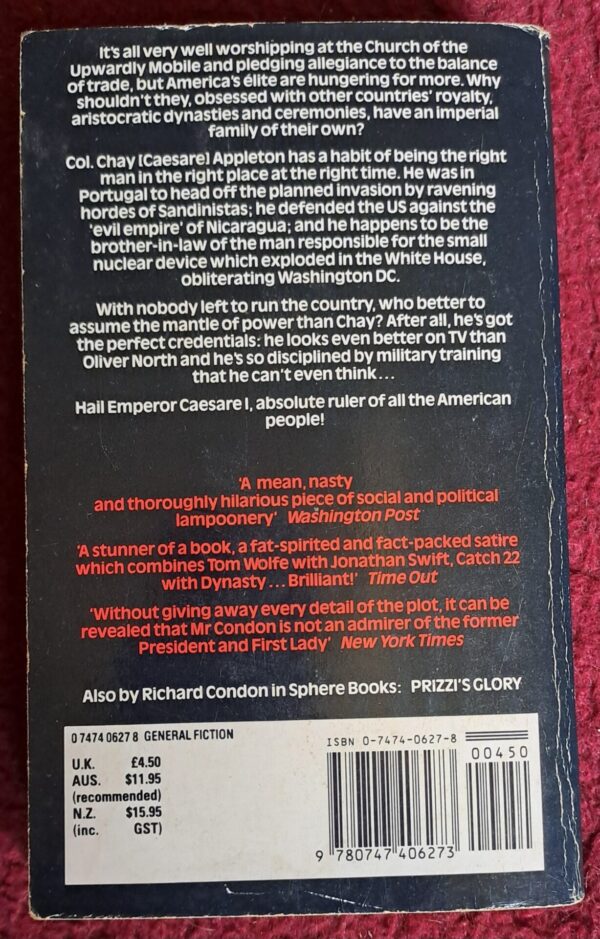 It's all very well worshipping at the Church of the
Upwardly Mobile and pledging allegiance to the balance
of trade, but America's élite are hungering for more. Why
shouldn't they, obsessed with other countries' royalty,
aristocratic dynasties and ceremonies, have an imperial
family of their own?
Col. Chay (Caesare) Appleton has a habit of being the right
man in the right place at the right time. He was in
Portugal to head off the planned invasion by ravening
hordes of Sandinistas; he defended the US against the
'evil empire' of Nicaragua; and he happens to be the
brother-in-law of the man responsible for the small
nuclear device which exploded in the White House,
obliterating Washington DC.
With nobody left to run the country, who better to
assume the mantle of power than Chay? After all, he's got
the perfect credentials: he looks even better on TV than
Oliver North and he's so disciplined by military training
that he can't even think...
Hail Emperor Caesare I, absolute ruler of all the American
people!
'A mean, nasty
and thoroughly hilarious piece of social and political
lampoonery' Washington Post
'A stunner of a book, a fat-spirited and fact-packed satire
which combines Tom Wolfe with Jonathan Swift, Catch 22
with Dynasty... Brilliant!' Time Out
'Without giving away every detail of the plot, it can be
revealed that Mr Condon is not an admirer of the former
President and First Lady' New York Times
Also by Richard Condon in Sphere Books: PRIZZI'S GLORY
0 7474 0627 8 GENERAL FICTION
U.K. £4.50
AUS. $11.95
(recommended)
N.Z. $15.95
(inc. GST)
ISBN 0-7474-0627-8
00450
9 780747 406273